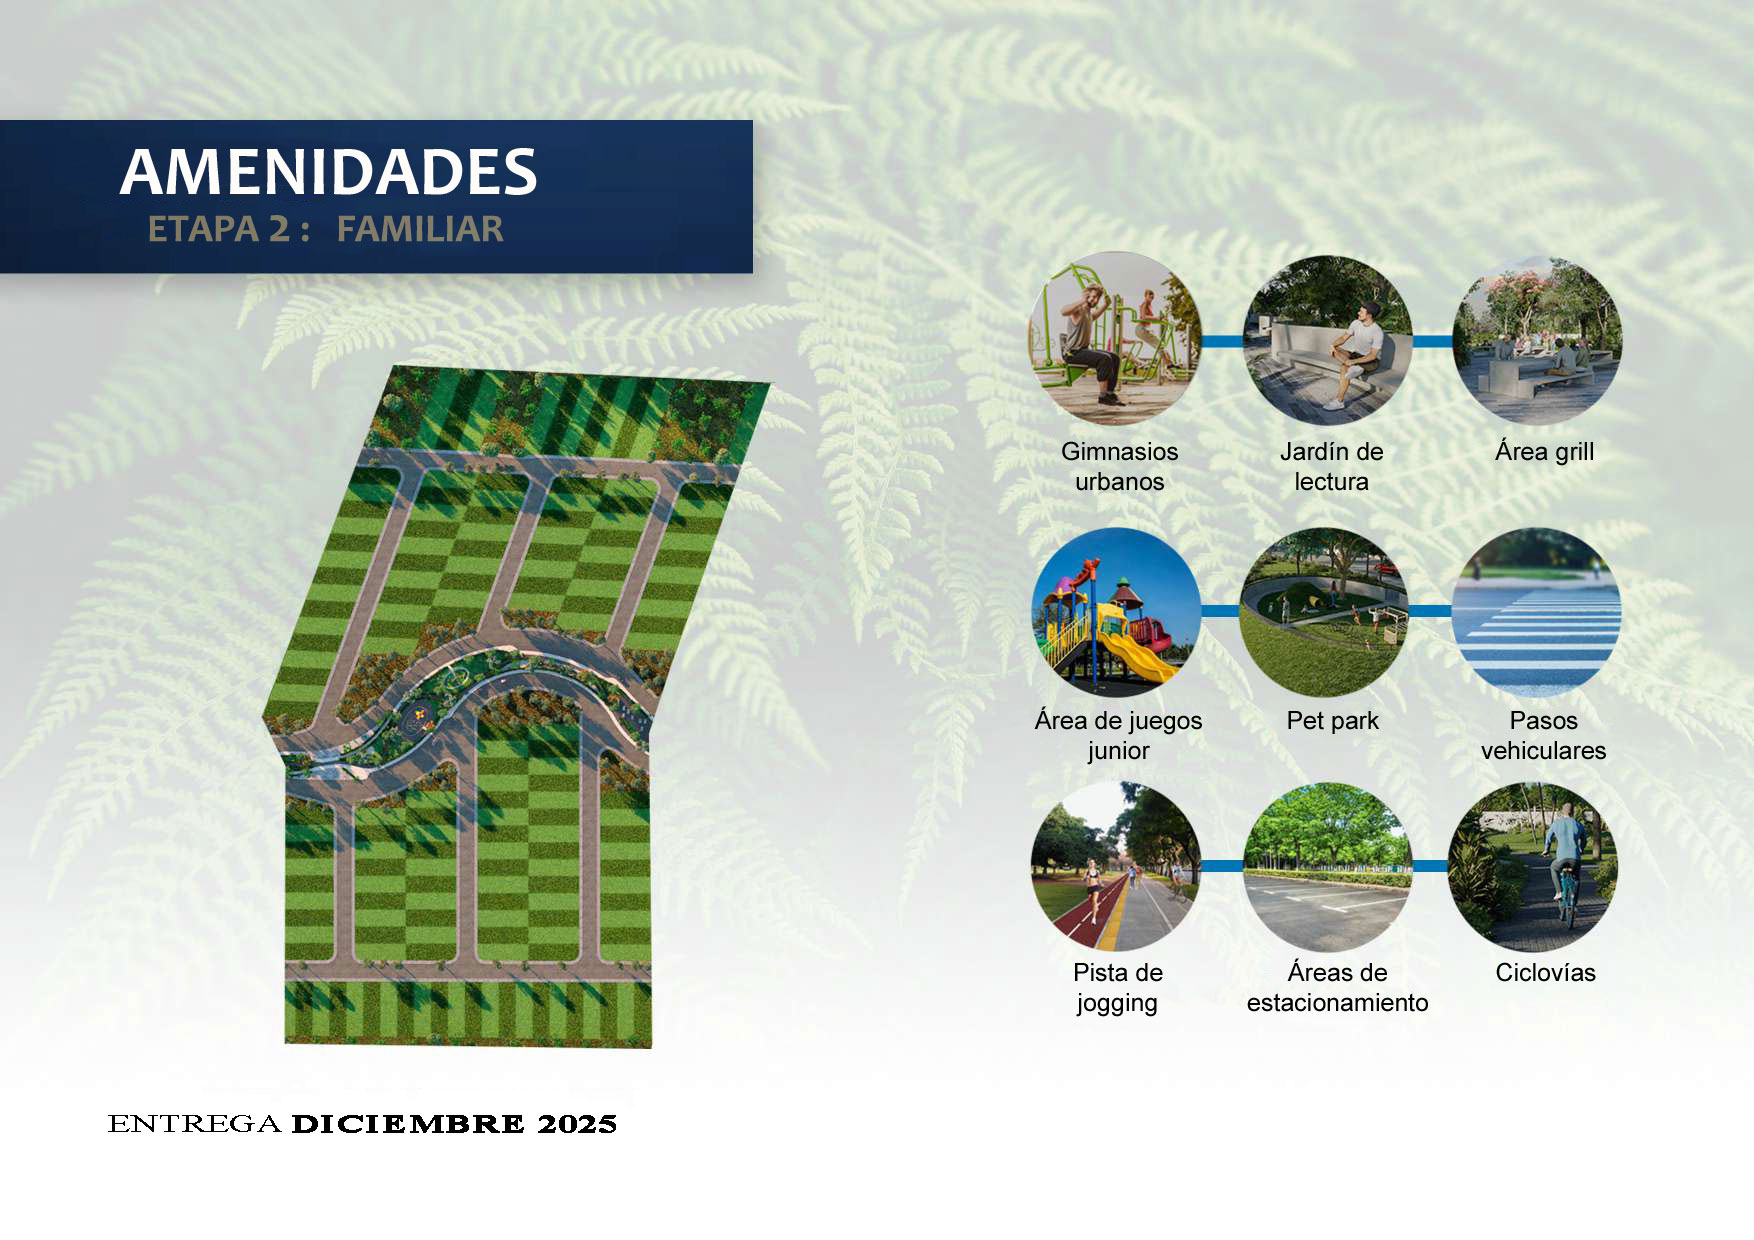 AMENIDADES
ETAPA 2 : FAMILIAR
Gimnasios
urbanos
Jardín de
lectura
Área grill
Área de juegos
junior
Pet park
Pasos
vehiculares
Pista de
jogging
Áreas de
estacionamiento
Ciclovías
ENTREGA DICIEMBRE 2025